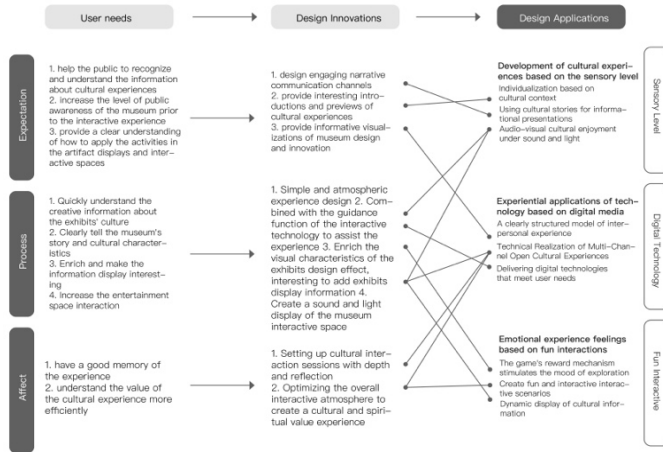 User needs
Design Innovations
Design Applications
Expectation
1. help the public to recognize
and understand the information
about cultural experiences
2. increase the level of public
awareness of the museum prior
to the interactive experience
3. provide a clear understanding
of how to apply the activities in
the artifact displays and inter-
active spaces
1. design engaging narrative
communication channels
2. provide interesting intro-
ductions and previews of
cultural experiences
3. provide informative visual-
izations of museum design
and innovation
Development of cultural experi-
ences based on the sensory level
Individualization based on
cultural context
Using cultural stories for informa-
tional presentations
Audio-visual cultural enjoyment
under sound and light
Sensory Level
Process
1. Quickly understand the
creative information about
the exhibits' culture
2. Clearly tell the museum's
story and cultural character-
istics
3. Enrich and make the
information display interest-
ing
4. Increase the entertainment
space interaction
1. Simple and atmospheric
experience design 2. Com-
bined with the guidance
function of the interactive
technology to assist the
experience 3. Enrich the
visual characteristics of the
exhibits design effect,
interesting to add exhibits
display information 4.
Create a sound and light
display of the museum
interactive space
Experiential applications of tech-
nology based on digital media
A clearly structured model of inter-
personal experience
Technical Realization of Multi-Chan-
nel Open Cultural Experiences
Delivering digital technologies
that meet user needs
Digital Technology
Affect
1. have a good memory of
the experience
2. understand the value of
the cultural experience more
efficiently
1. Setting up cultural inter-
action sessions with depth
and reflection
2. Optimizing the overall
interactive atmosphere to
create a cultural and spiri-
tual value experience
Emotional experience feelings
based on fun interactions
The game's reward mechanism
stimulates the mood of exploration
Create fun and interactive interac-
tive scenarios
Dynamic display of cultural infor-
mation
Fun Interactive